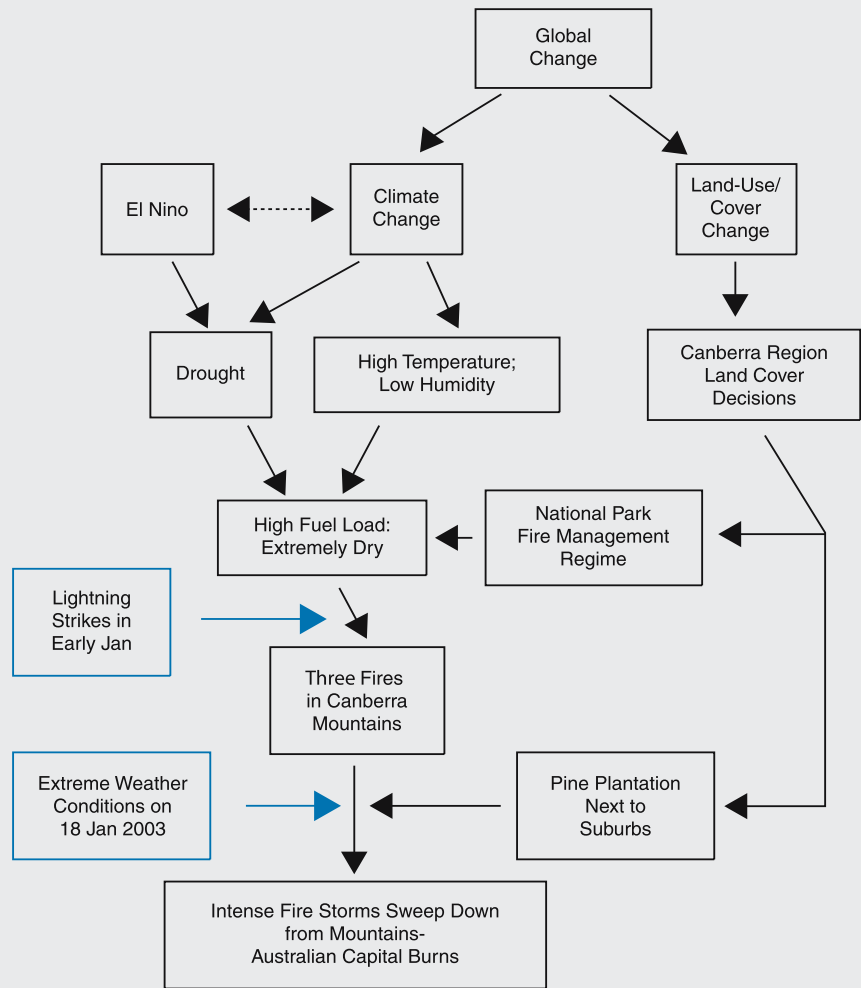 Global
Change
El Nino
Climate
Change
Land-Use/
Cover
Change
Drought
High Temperature;
Low Humidity
Canberra Region
Land Cover
Decisions
High Fuel Load:
Extremely Dry
National Park
Fire Management
Regime
Lightning
Strikes in
Early Jan
Three Fires
in Canberra
Mountains
Extreme Weather
Conditions on
18 Jan 2003
Pine Plantation
Next to
Suburbs
Intense Fire Storms Sweep Down
from Mountains-
Australian Capital Burns